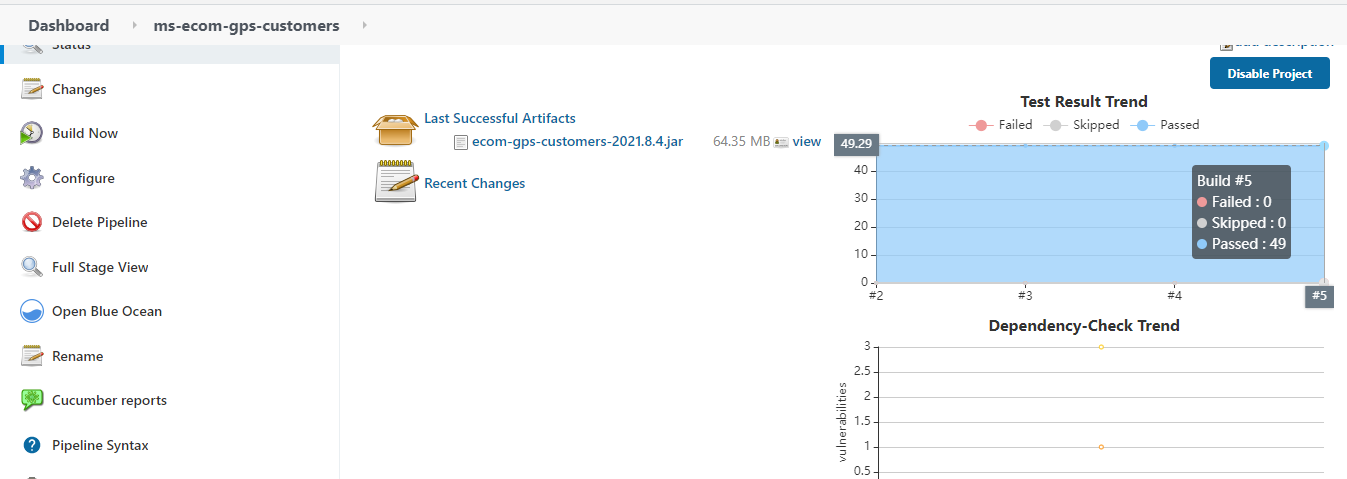 Dashboard
ms-ecom-gps-customers
Status
Changes
Build Now
Configure
Delete Pipeline
Full Stage View
Open Blue Ocean
Rename
Cucumber reports
Pipeline Syntax
Last Successful Artifacts
ecom-gps-customers-2021.8.4.jar 64.35 MB view
Recent Changes
add description
Disable Project
Test Result Trend
Failed Skipped Passed
49.29
40
30
20
10
0
Build #5
Failed : 0
Skipped : 0
Passed : 49
#2 #3 #4 #5
Dependency-Check Trend
vulnerabilities
3
2.5
2
1.5
1
0.5